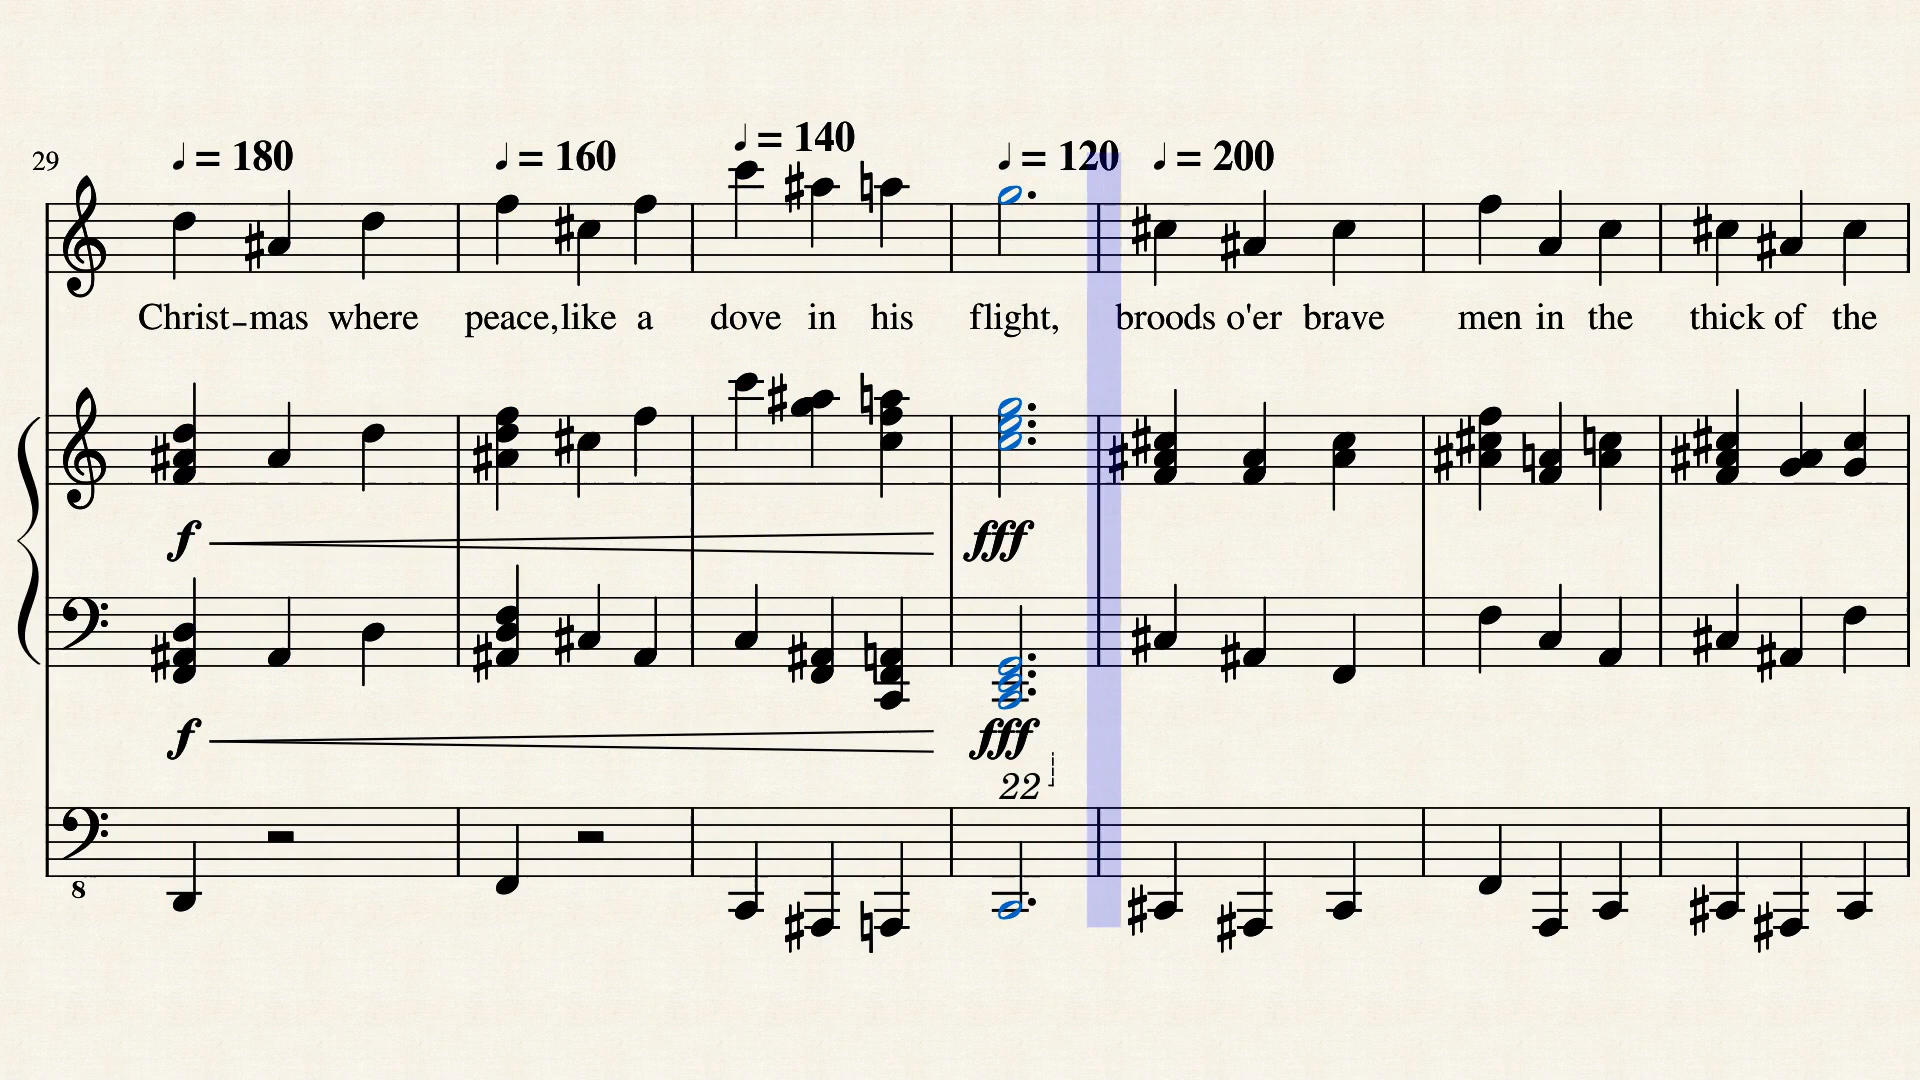 ♩ = 140
29 ♩ = 180 ♩ = 160 ♩ = 120 ♩ = 200
Christ-mas where peace, like a dove in his flight, broods o'er brave men in the thick of the
f fff
f fff
22
8